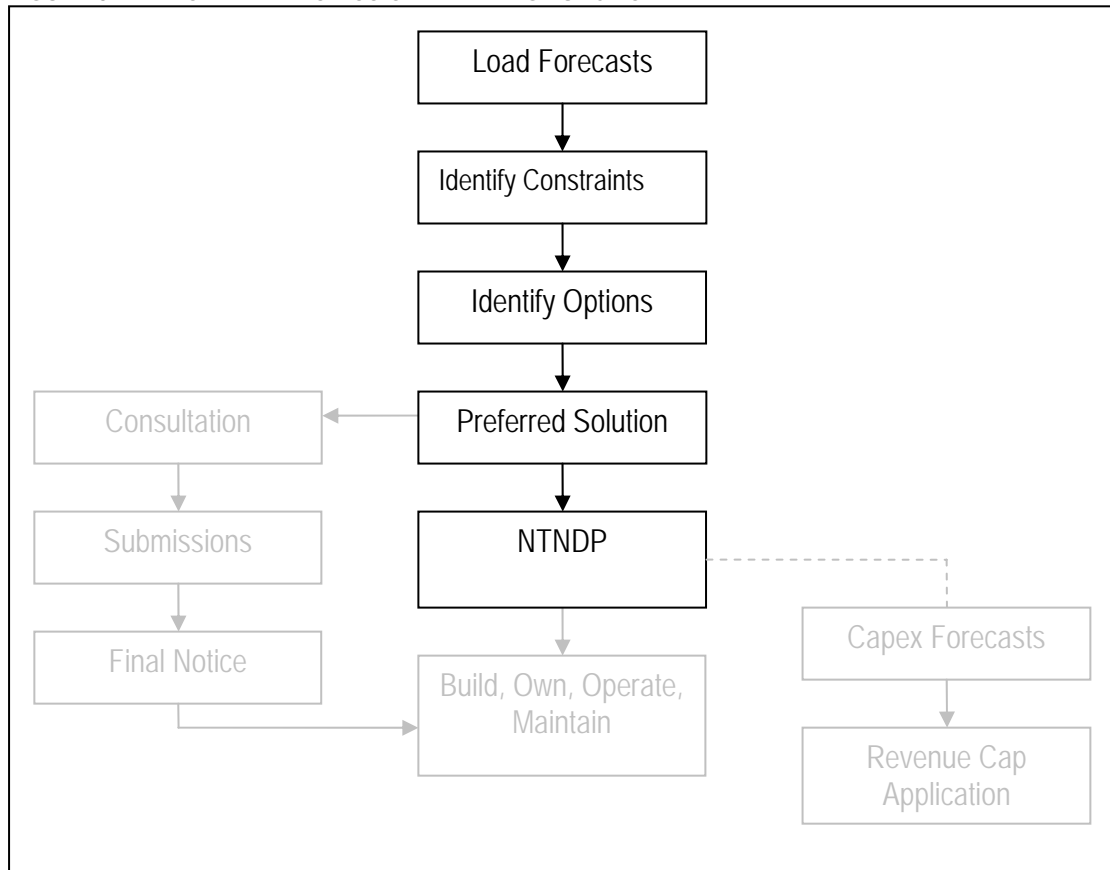 Load Forecasts
Identify Constraints
Identify Options
Preferred Solution
Consultation
NTNDP
Submissions
Capex Forecasts
Final Notice
Build, Own, Operate,
Maintain
Revenue Cap
Application